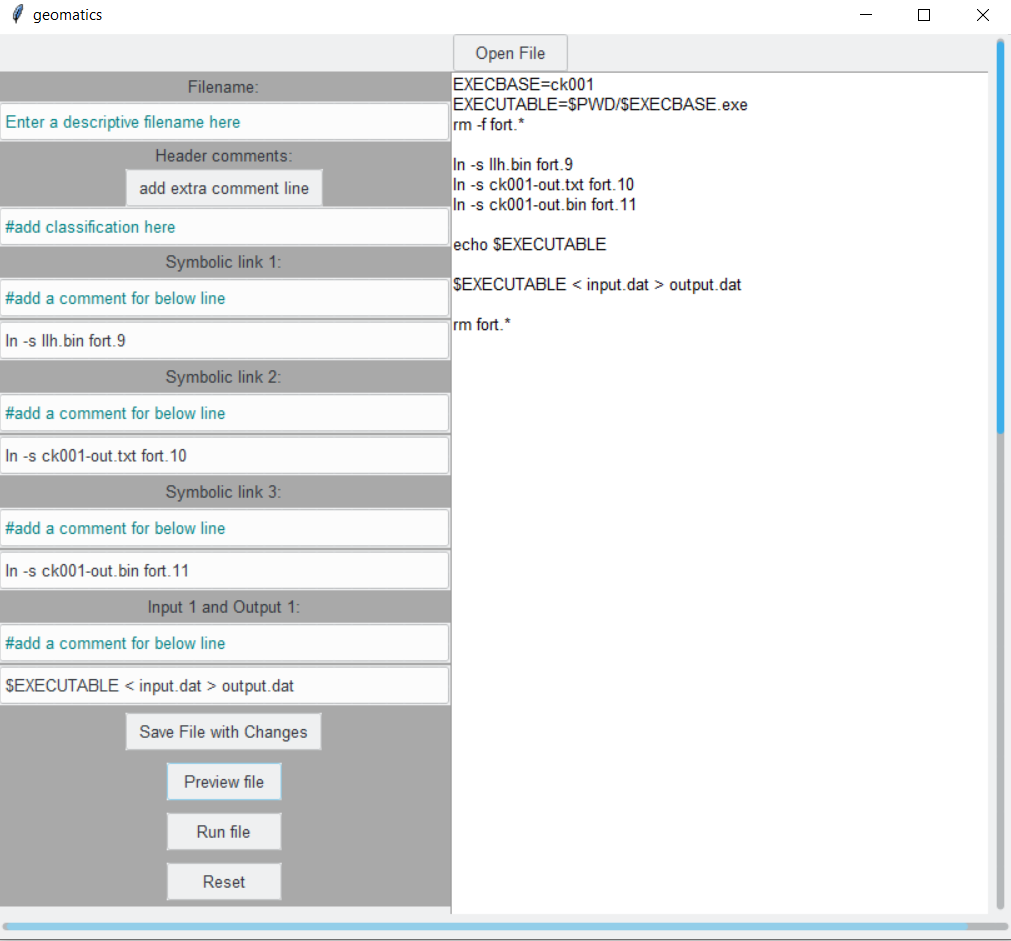 geomatics
Open File
Filename:
Enter a descriptive filename here
Header comments:
add extra comment line
#add classification here
Symbolic link 1:
#add a comment for below line
ln -s llh.bin fort.9
Symbolic link 2:
#add a comment for below line
ln -s ck001-out.txt fort.10
Symbolic link 3:
#add a comment for below line
ln -s ck001-out.bin fort.11
Input 1 and Output 1:
#add a comment for below line
$EXECUTABLE < input.dat > output.dat
Save File with Changes
Preview file
Run file
Reset
EXECBASE=ck001
EXECUTABLE=$PWD/$EXECBASE.exe
rm -f fort.*
ln -s llh.bin fort.9
ln -s ck001-out.txt fort.10
ln -s ck001-out.bin fort.11
echo $EXECUTABLE
$EXECUTABLE < input.dat > output.dat
rm fort.*